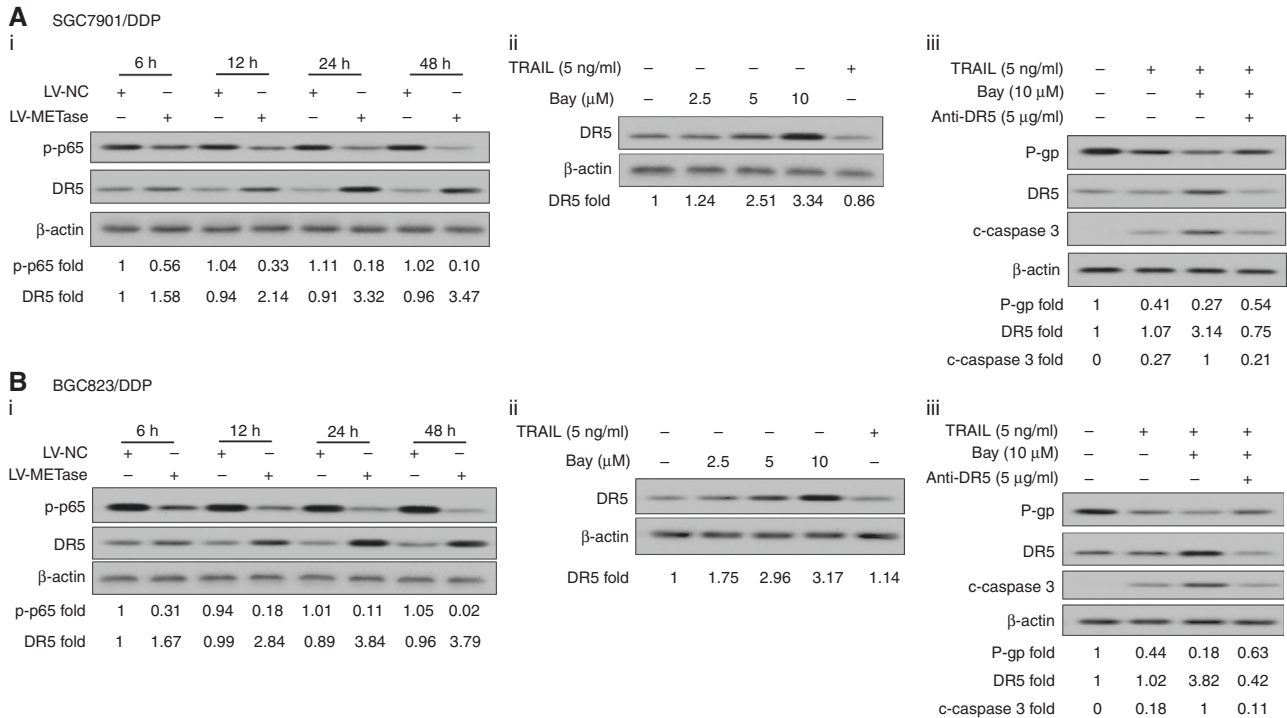 A SGC7901/DDP
i
6 h 12 h 24 h 48 h
LV-NC + + + +
LV-METase – + – + – + – +
p-p65
DR5
β-actin
p-p65 fold 1 0.56 1.04 0.33 1.11 0.18 1.02 0.10
DR5 fold 1 1.58 0.94 2.14 0.91 3.32 0.96 3.47
ii
TRAIL (5 ng/ml) – – – – +
Bay (μM) – 2.5 5 10 –
DR5
β-actin
DR5 fold 1 1.24 2.51 3.34 0.86
iii
TRAIL (5 ng/ml) – + + +
Bay (10 μM) – – + +
Anti-DR5 (5 μg/ml) – – – +
P-gp
DR5
c-caspase 3
β-actin
P-gp fold 1 0.41 0.27 0.54
DR5 fold 1 1.07 3.14 0.75
c-caspase 3 fold 0 0.27 1 0.21
B BGC823/DDP
i
6 h 12 h 24 h 48 h
LV-NC + + + +
LV-METase – + – + – + – +
p-p65
DR5
β-actin
p-p65 fold 1 0.31 0.94 0.18 1.01 0.11 1.05 0.02
DR5 fold 1 1.67 0.99 2.84 0.89 3.84 0.96 3.79
ii
TRAIL (5 ng/ml) – – – – +
Bay (μM) – 2.5 5 10 –
DR5
β-actin
DR5 fold 1 1.75 2.96 3.17 1.14
iii
TRAIL (5 ng/ml) – + + +
Bay (10 μM) – – + +
Anti-DR5 (5 μg/ml) – – – +
P-gp
DR5
c-caspase 3
β-actin
P-gp fold 1 0.44 0.18 0.63
DR5 fold 1 1.02 3.82 0.42
c-caspase 3 fold 0 0.18 1 0.11